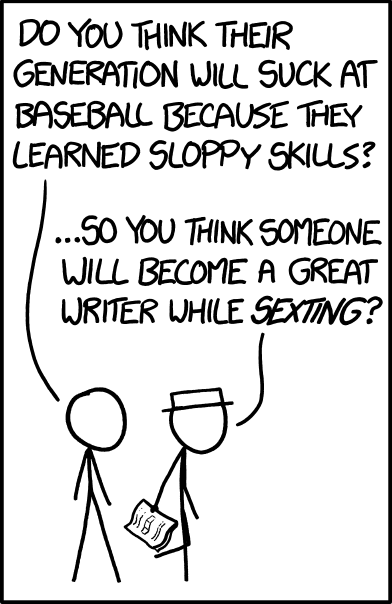 DO YOU THINK THEIR
GENERATION WILL SUCK AT
BASEBALL BECAUSE THEY
LEARNED SLOPPY SKILLS?
...SO YOU THINK SOMEONE
WILL BECOME A GREAT
WRITER WHILE SEXTING?